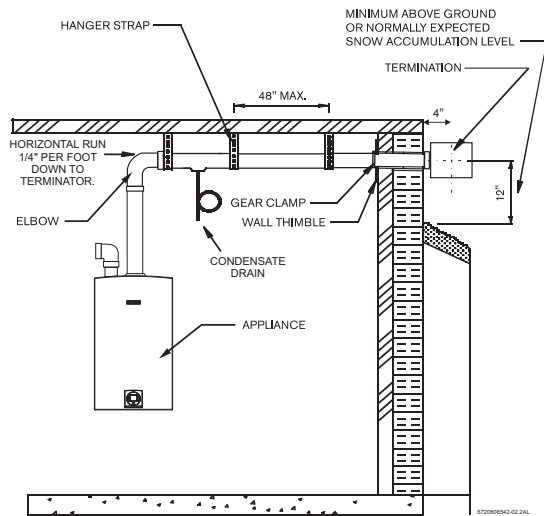 MINIMUM ABOVE GROUND
OR NORMALLY EXPECTED
SNOW ACCUMULATION LEVEL
HANGER STRAP
TERMINATION
48" MAX.
4"
HORIZONTAL RUN
1/4" PER FOOT
DOWN TO
TERMINATOR.
12"
GEAR CLAMP
ELBOW
WALL THIMBLE
CONDENSATE
DRAIN
APPLIANCE
6720608542-02.2AL